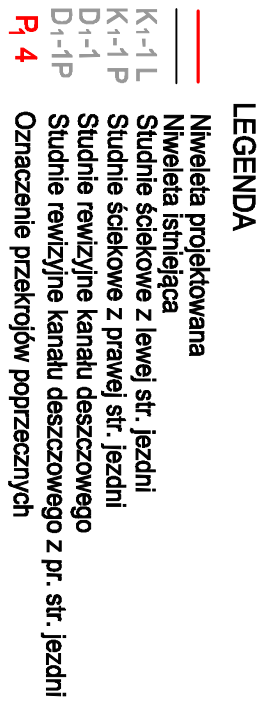 LEGENDA
Niweleta projektowana
Niweleta istniejąca
K₁-1L Studnie ściekowe z lewej str. jezdni
K₁-1P Studnie ściekowe z prawej str. jezdni
D₁-1 Studnie rewizyjne kanału deszczowego
D₁-1P Studnie rewizyjne kanału deszczowego z pr. str. jezdni
P₁ 4 Oznaczenie przekrojów poprzecznych